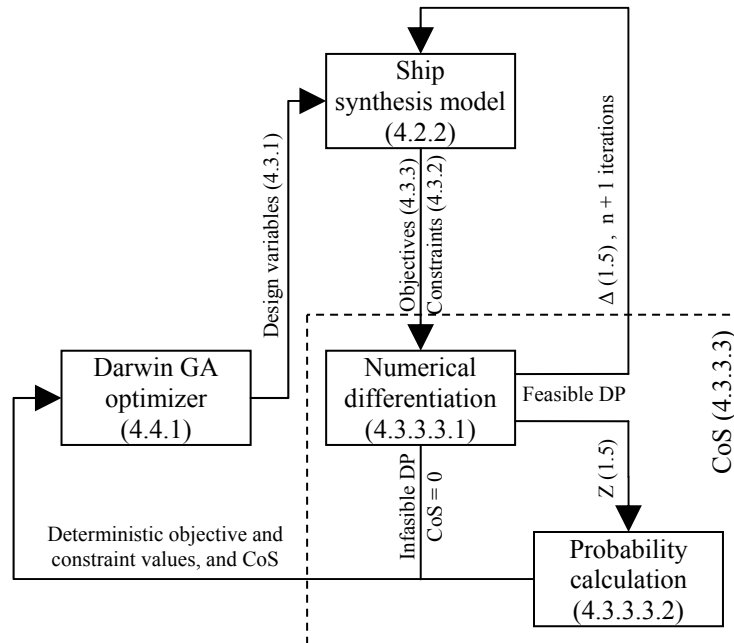 Ship
synthesis model
(4.2.2)
Design variables (4.3.1)
Objectives (4.3.3)
Constraints (4.3.2)
Δ (1.5) , n + 1 iterations
Darwin GA
optimizer
(4.4.1)
Numerical
differentiation
(4.3.3.3.1)
Feasible DP
CoS (4.3.3.3)
Infasible DP
CoS = 0
Z (1.5)
Deterministic objective and
constraint values, and CoS
Probability
calculation
(4.3.3.3.2)